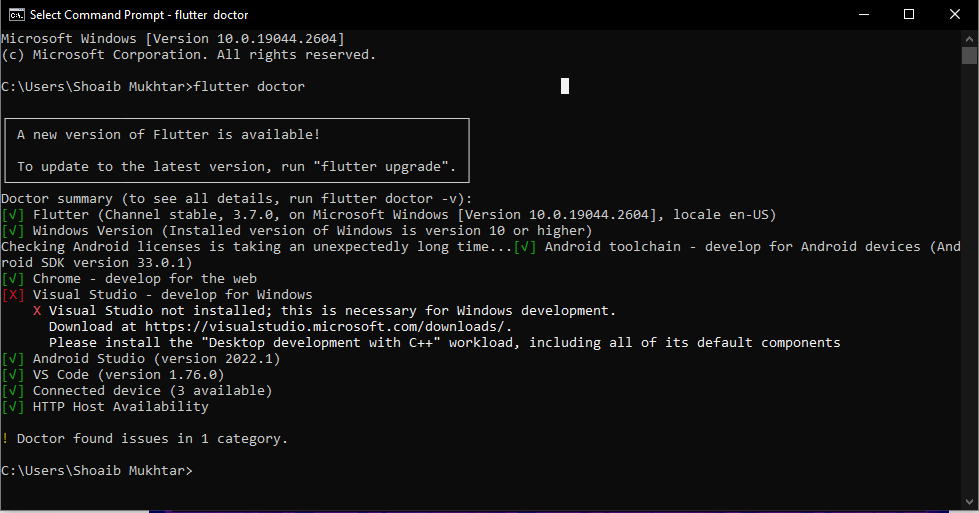 Select Command Prompt - flutter doctor
Microsoft Windows [Version 10.0.19044.2604]
(c) Microsoft Corporation. All rights reserved.
C:\Users\Shoaib Mukhtar>flutter doctor
A new version of Flutter is available!
To update to the latest version, run "flutter upgrade".
Doctor summary (to see all details, run flutter doctor -v):
[√] Flutter (Channel stable, 3.7.0, on Microsoft Windows [Version 10.0.19044.2604], locale en-US)
[√] Windows Version (Installed version of Windows is version 10 or higher)
Checking Android licenses is taking an unexpectedly long time...[√] Android toolchain - develop for Android devices (And
roid SDK version 33.0.1)
[√] Chrome - develop for the web
[X] Visual Studio - develop for Windows
X Visual Studio not installed; this is necessary for Windows development.
Download at https://visualstudio.microsoft.com/downloads/.
Please install the "Desktop development with C++" workload, including all of its default components
[√] Android Studio (version 2022.1)
[√] VS Code (version 1.76.0)
[√] Connected device (3 available)
[√] HTTP Host Availability
! Doctor found issues in 1 category.
C:\Users\Shoaib Mukhtar>